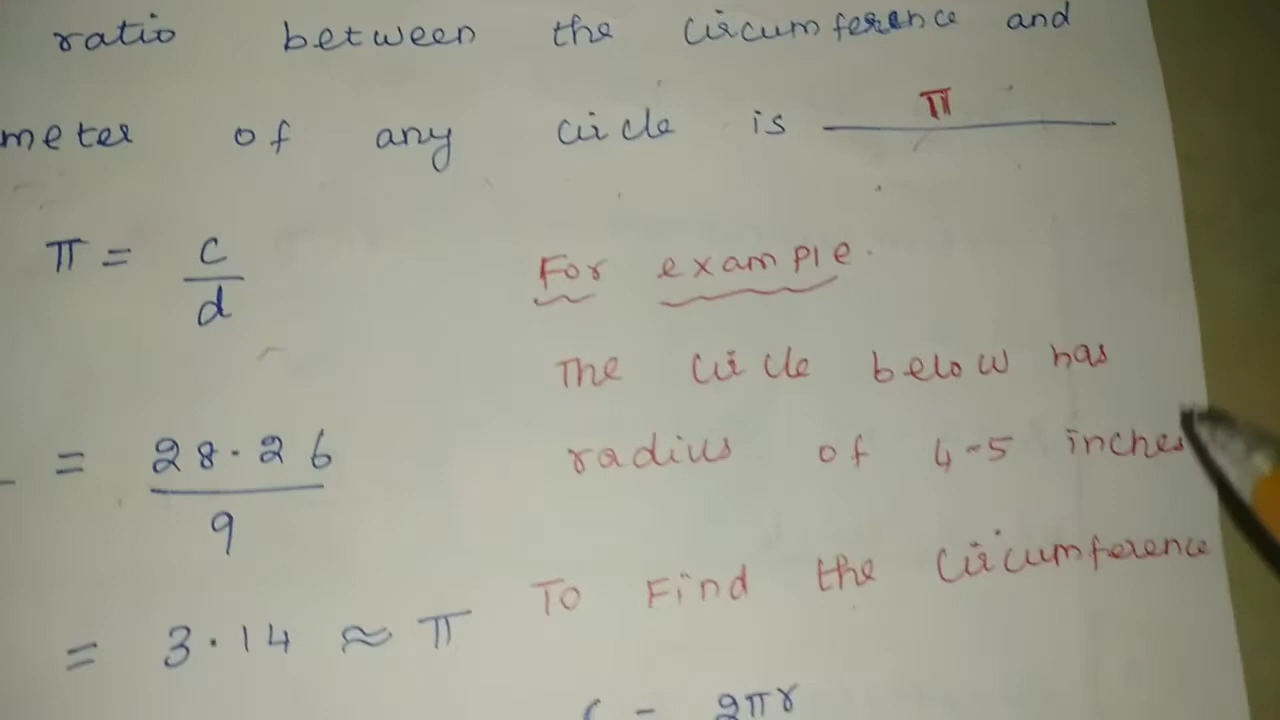 ratio between the circumference and
meter of any circle is π
π = c/d
For example.
The circle below has
= 28.26/9
radius of 4-5 inches
To Find the circumference
= 3.14 ≈ π
C = 2πr